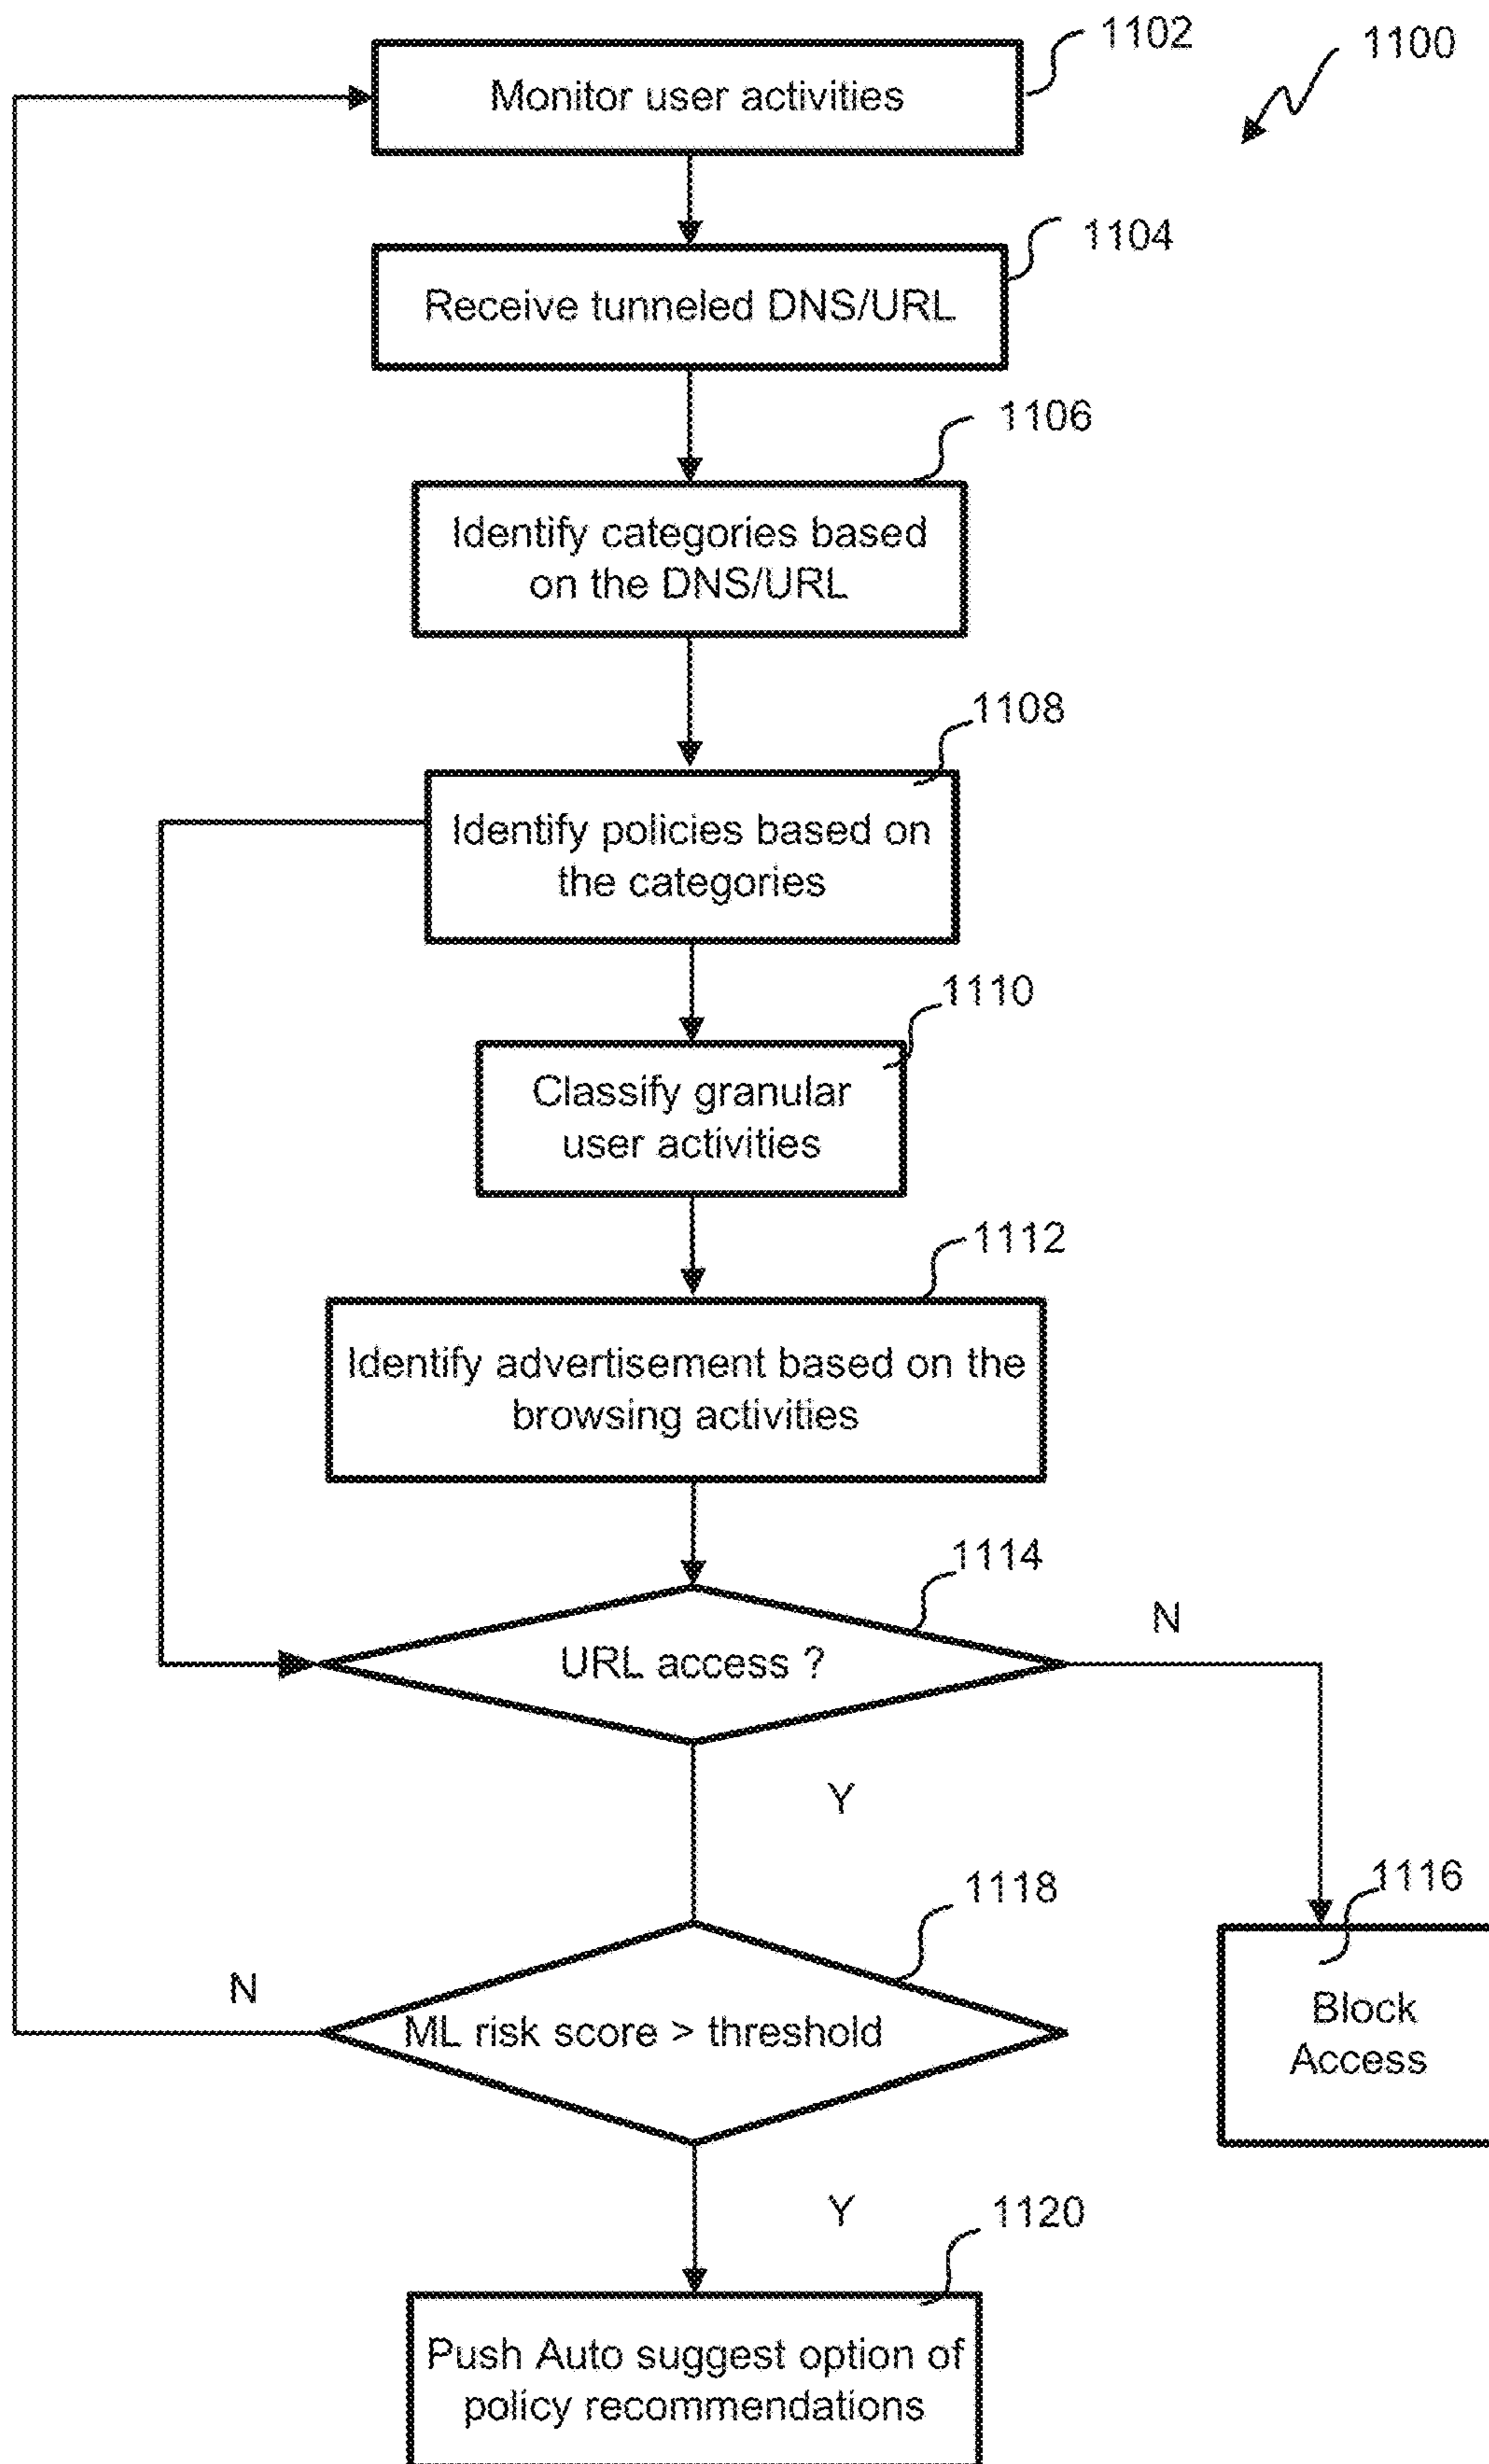 1102
1100
Monitor user activities
1104
Receive tunneled DNS/URL
1106
Identify categories based
on the DNS/URL
1108
Identify policies based on
the categories
1110
Classify granular
user activities
1112
Identify advertisement based on the
browsing activities
1114
N
URL access ?
Y
1116
1118
N
Block
Access
ML risk score > threshold
Y
1120
Push Auto suggest option of
policy recommendations